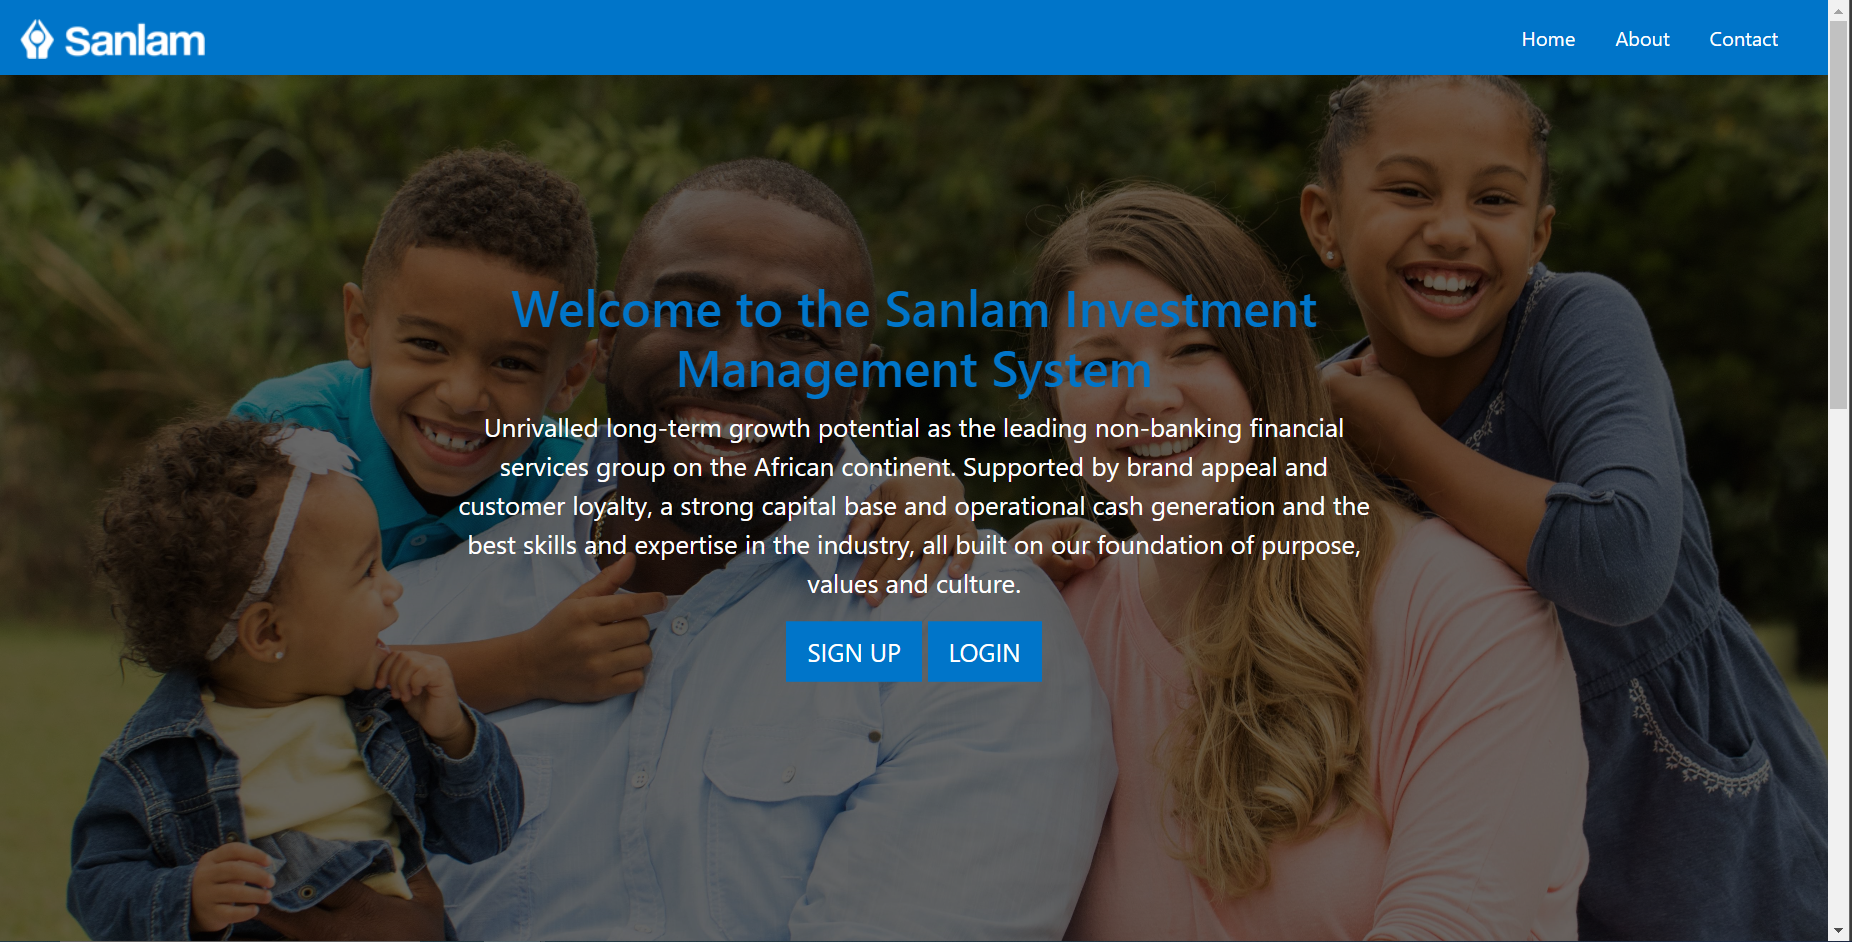 Sanlam
Home About Contact
Welcome to the Sanlam Investment
Management System
Unrivalled long-term growth potential as the leading non-banking financial
services group on the African continent. Supported by brand appeal and
customer loyalty, a strong capital base and operational cash generation and the
best skills and expertise in the industry, all built on our foundation of purpose,
values and culture.
SIGN UP LOGIN